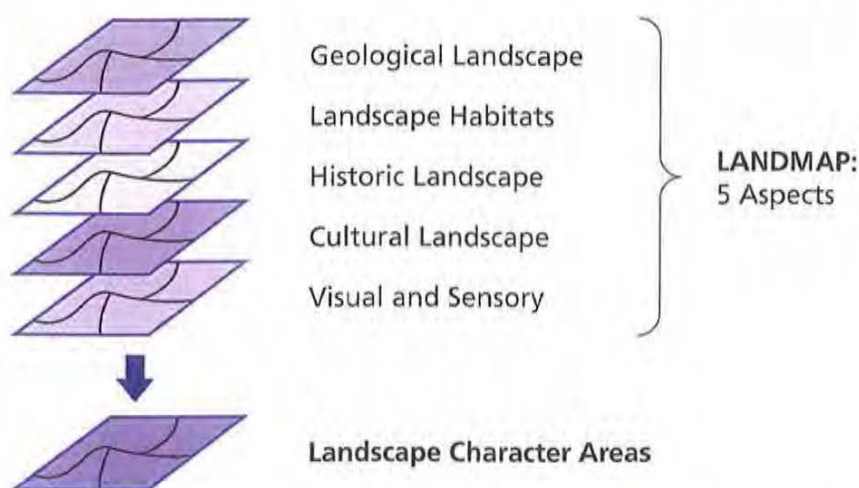 Geological Landscape
Landscape Habitats
Historic Landscape
Cultural Landscape
Visual and Sensory
LANDMAP:
5 Aspects
Landscape Character Areas